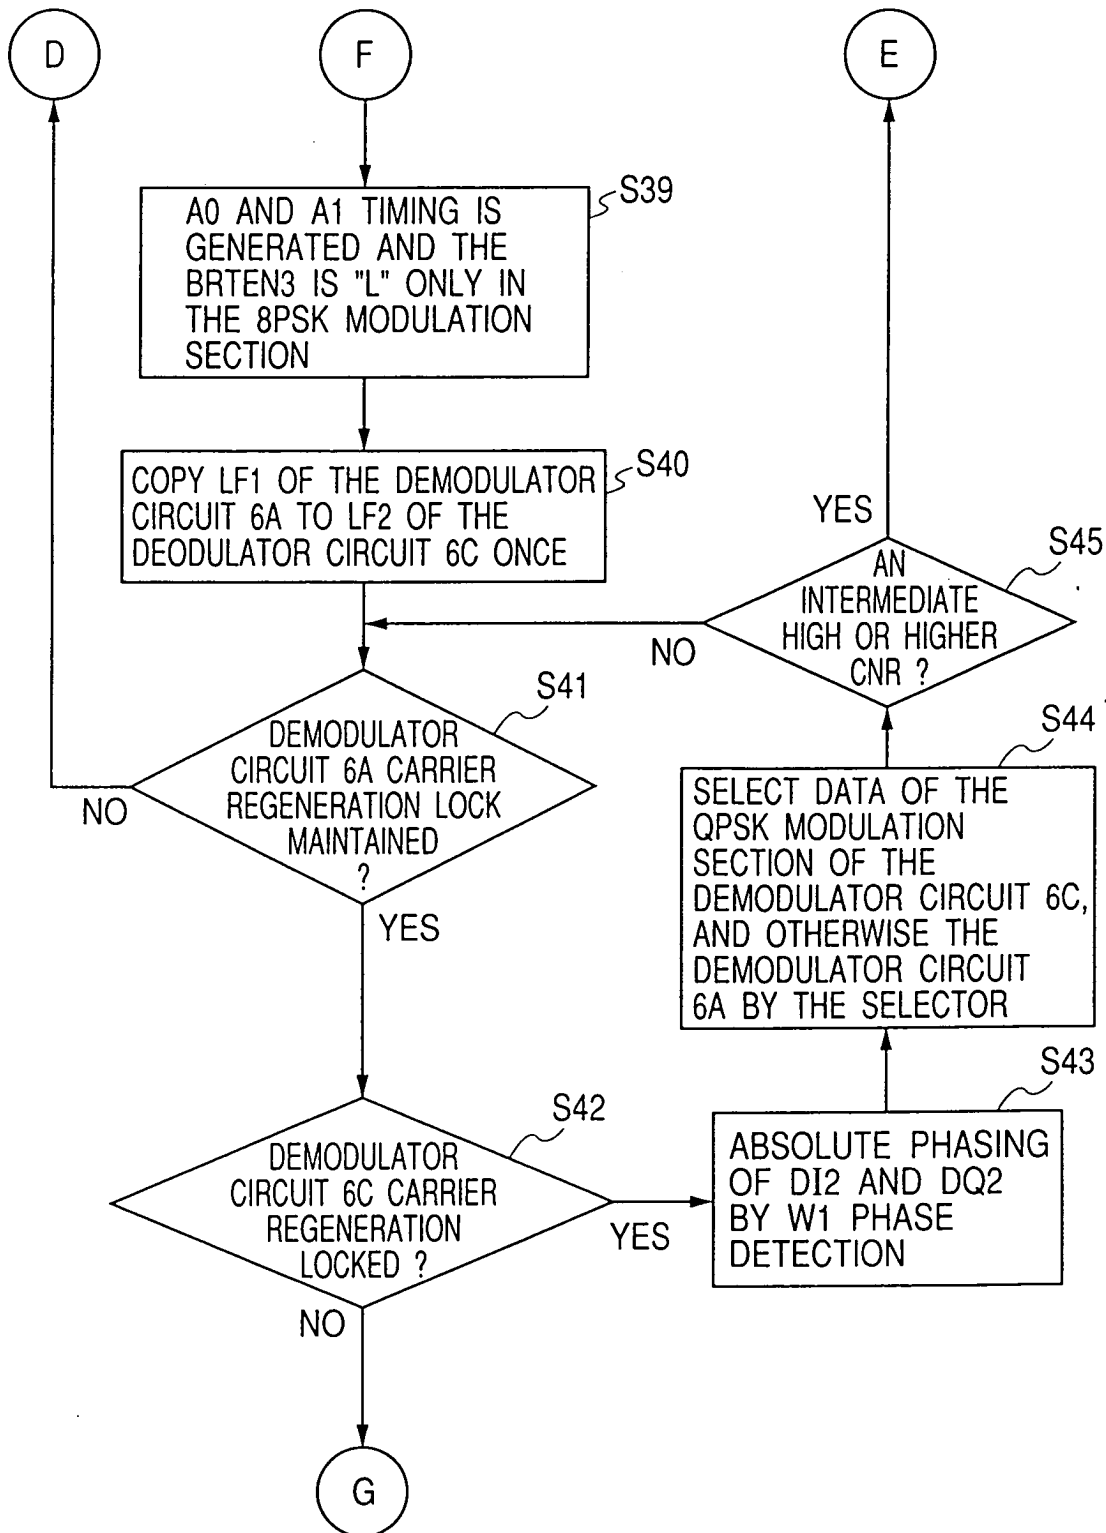 D
F
E
S39
A0 AND A1 TIMING IS
GENERATED AND THE
BRTEN3 IS "L" ONLY IN
THE 8PSK MODULATION
SECTION
S40
COPY LF1 OF THE DEMODULATOR
CIRCUIT 6A TO LF2 OF THE
DEODULATOR CIRCUIT 6C ONCE
YES
S45
AN
INTERMEDIATE
HIGH OR HIGHER
CNR ?
NO
S41
DEMODULATOR
CIRCUIT 6A CARRIER
REGENERATION LOCK
MAINTAINED
?
NO
YES
S44
SELECT DATA OF THE
QPSK MODULATION
SECTION OF THE
DEMODULATOR CIRCUIT 6C,
AND OTHERWISE THE
DEMODULATOR CIRCUIT
6A BY THE SELECTOR
S42
DEMODULATOR
CIRCUIT 6C CARRIER
REGENERATION
LOCKED ?
YES
NO
S43
ABSOLUTE PHASING
OF DI2 AND DQ2
BY W1 PHASE
DETECTION
G